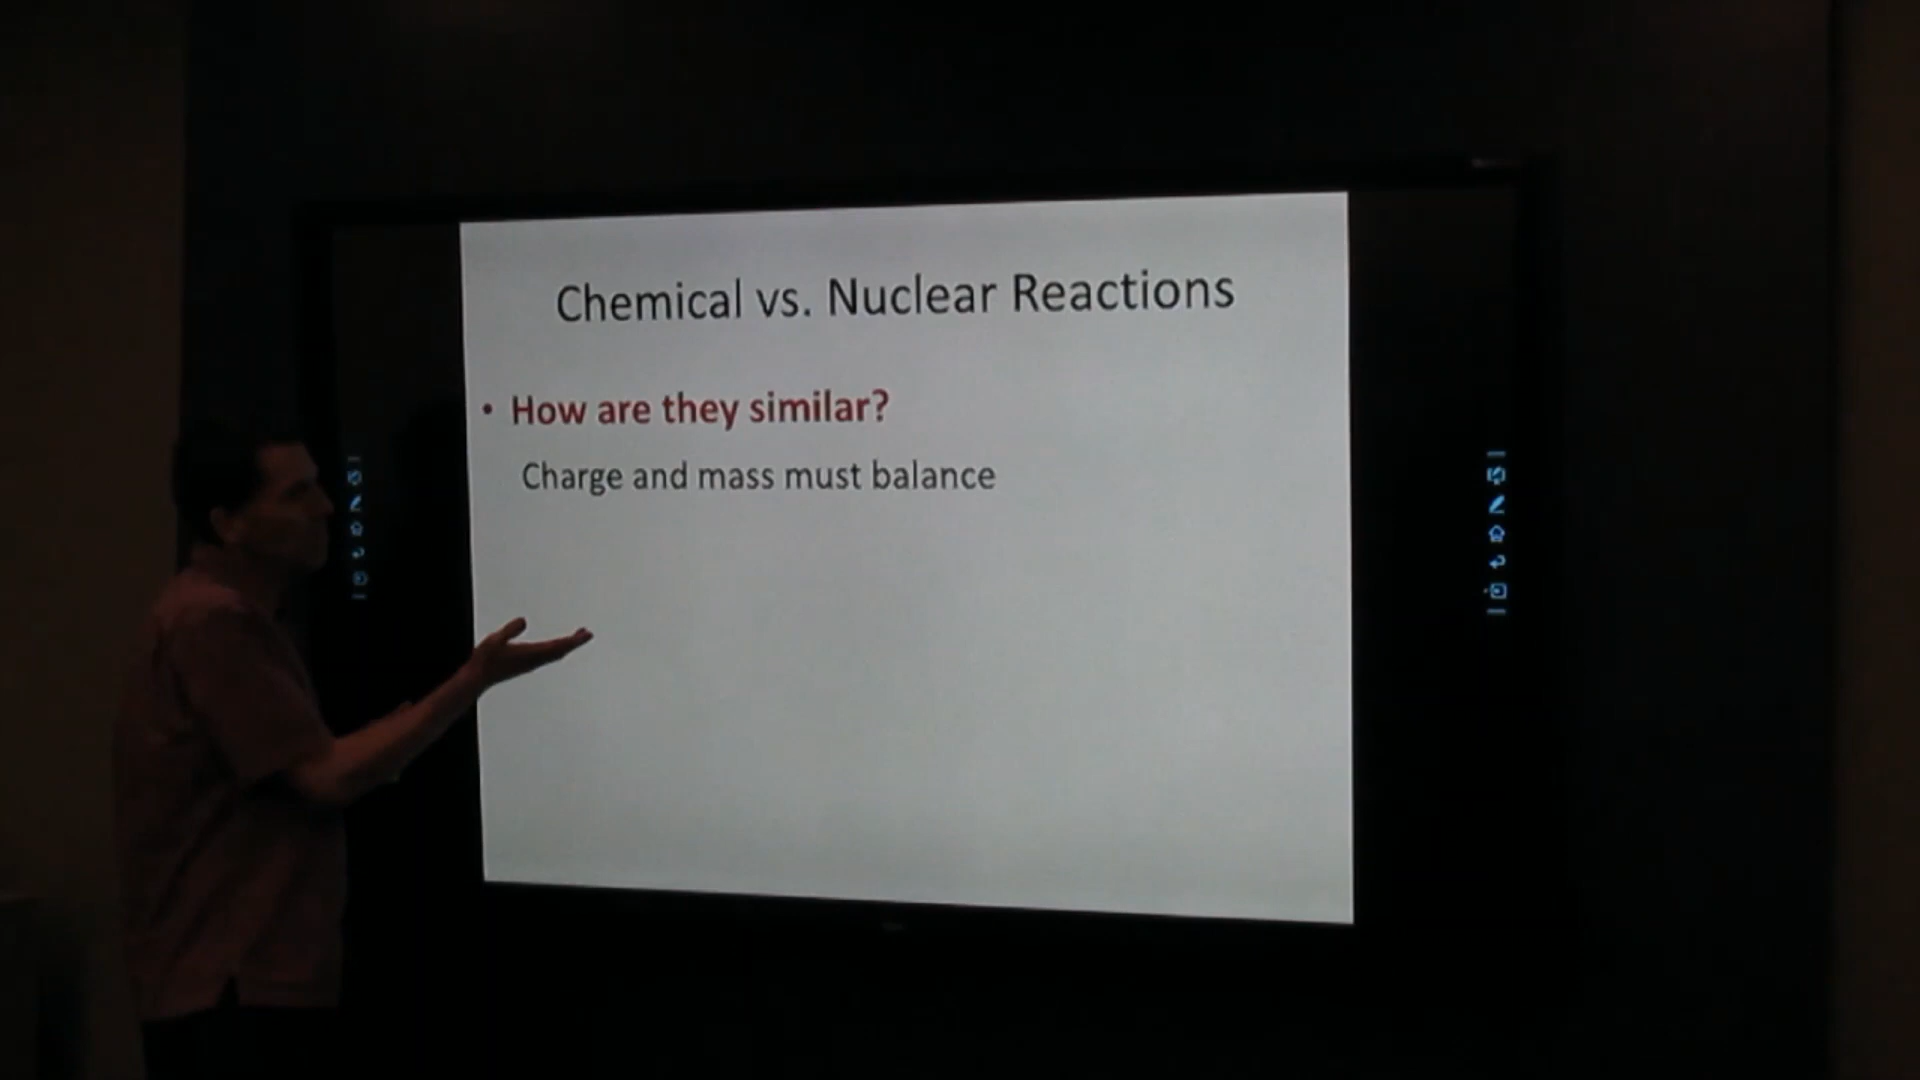 Chemical vs. Nuclear Reactions
• How are they similar?
Charge and mass must balance